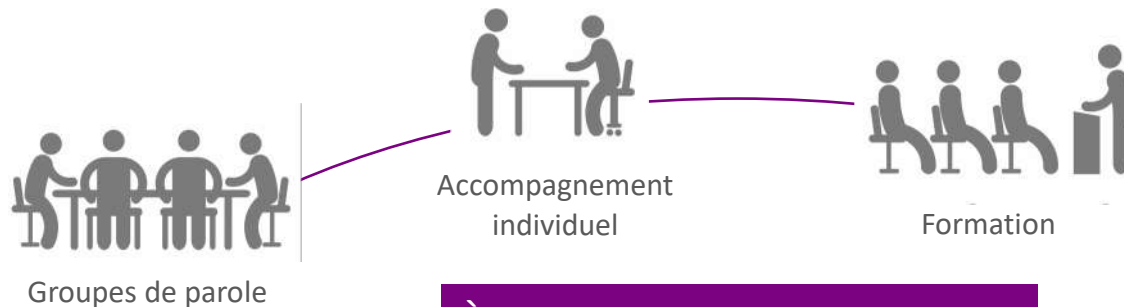 Accompagnement
individuel
Formation
Groupes de parole